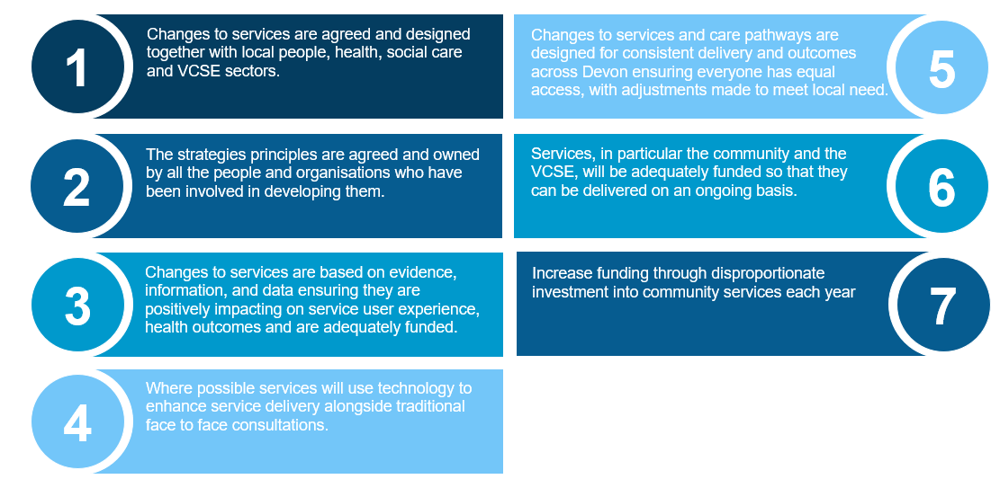 1
Changes to services are agreed and designed
together with local people, health, social care
and VCSE sectors.
2
The strategies principles are agreed and owned
by all the people and organisations who have
been involved in developing them.
3
Changes to services are based on evidence,
information, and data ensuring they are
positively impacting on service user experience,
health outcomes and are adequately funded.
4
Where possible services will use technology to
enhance service delivery alongside traditional
face to face consultations.
Changes to services and care pathways are
designed for consistent delivery and outcomes
across Devon ensuring everyone has equal
access, with adjustments made to meet local need.
5
Services, in particular the community and the
VCSE, will be adequately funded so that they
can be delivered on an ongoing basis.
6
Increase funding through disproportionate
investment into community services each year
7